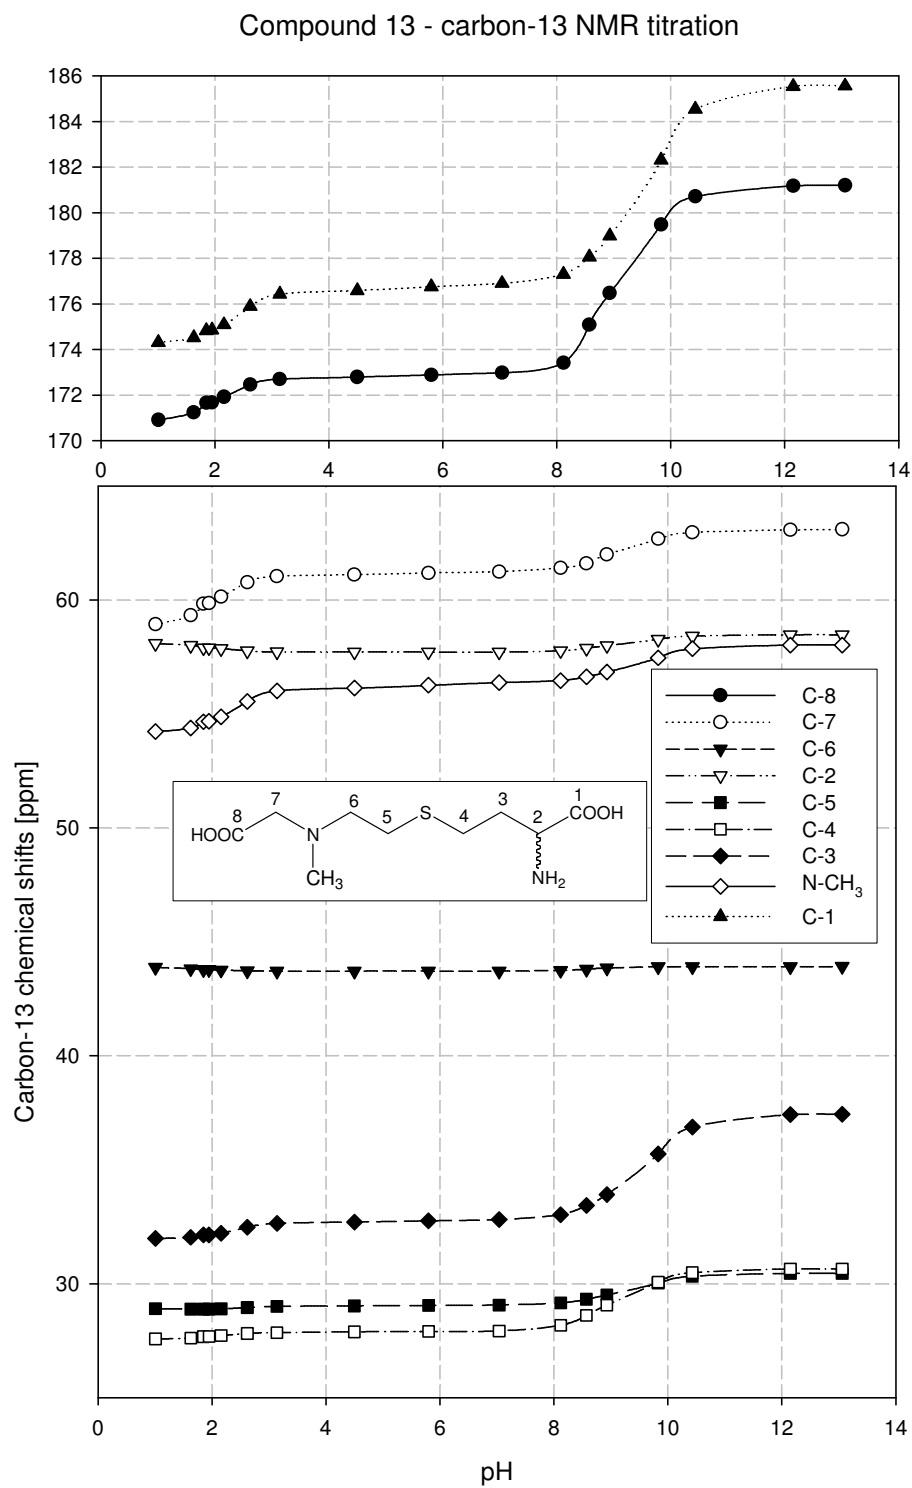 Compound 13 - carbon-13 NMR titration
186
184
182
180
178
176
174
172
170
0 2 4 6 8 10 12 14
60
50
40
30
Carbon-13 chemical shifts [ppm]
C-8
C-7
C-6
C-2
C-5
C-4
C-3
N-CH3
C-1
8 7 6 5 4 3 2 1
HOOC N S COOH
CH3 NH2
0 2 4 6 8 10 12 14
pH